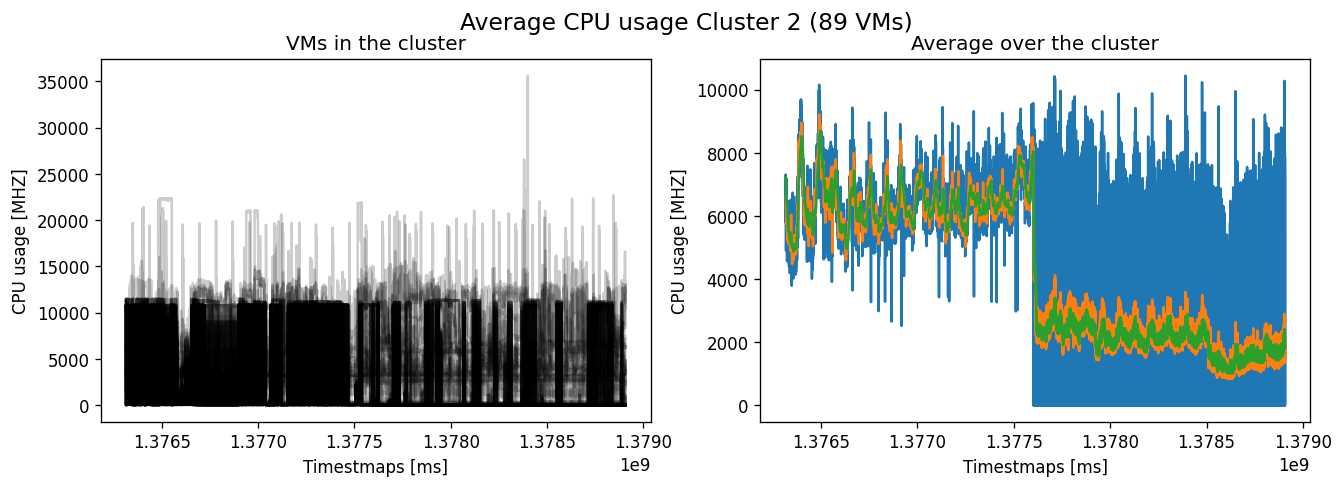 Average CPU usage Cluster 2 (89 VMs)
VMs in the cluster
CPU usage [MHZ]
35000
30000
25000
20000
15000
10000
5000
0
1.3765 1.3770 1.3775 1.3780 1.3785 1.3790
1e9
Timestmaps [ms]
Average over the cluster
CPU usage [MHZ]
10000
8000
6000
4000
2000
0
1.3765 1.3770 1.3775 1.3780 1.3785 1.3790
1e9
Timestmaps [ms]